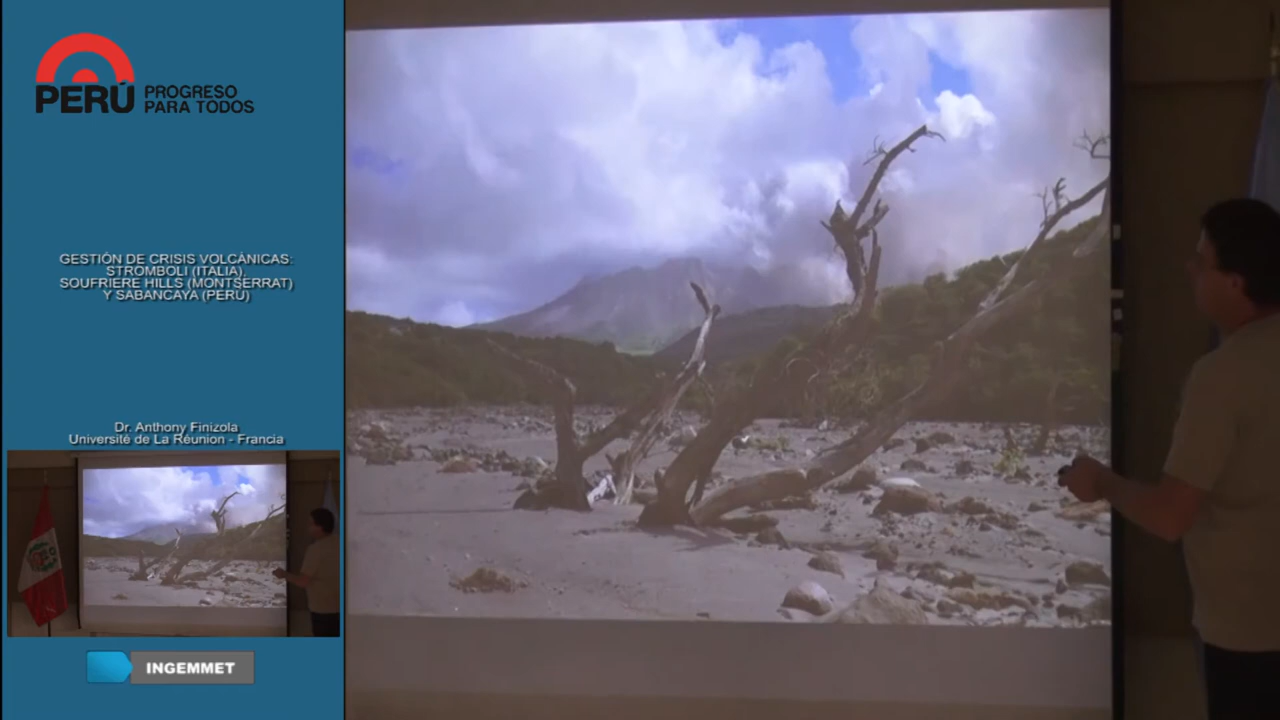 PERÚ
PROGRESO
PARA TODOS
GESTIÓN DE CRISIS VOLCÁNICAS:
STROMBOLI (ITALIA),
SOUFRIERE HILLS (MONTSERRAT)
Y SABANCAYA (PERÚ)
Dr. Anthony Finizola
Université de La Réunion - Francia
INGEMMET